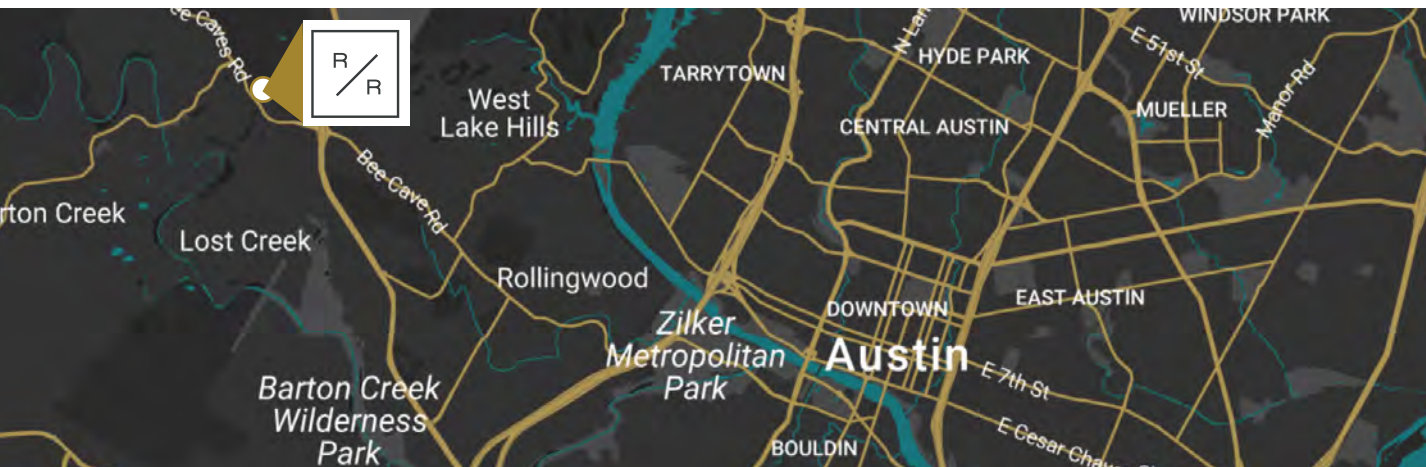 WINDSOR PARK
ee Caves Rd
N Lan
E 51st St
HYDE PARK
R
R
TARRYTOWN
West
Lake Hills
Manor Rd
MUELLER
CENTRAL AUSTIN
Bee Cave Rd
rton Creek
Lost Creek
Rollingwood
EAST AUSTIN
DOWNTOWN
Zilker
Metropolitan
Park
Austin
E 7th St
Barton Creek
Wilderness
Park
E Cesar Chav
BOULDIN